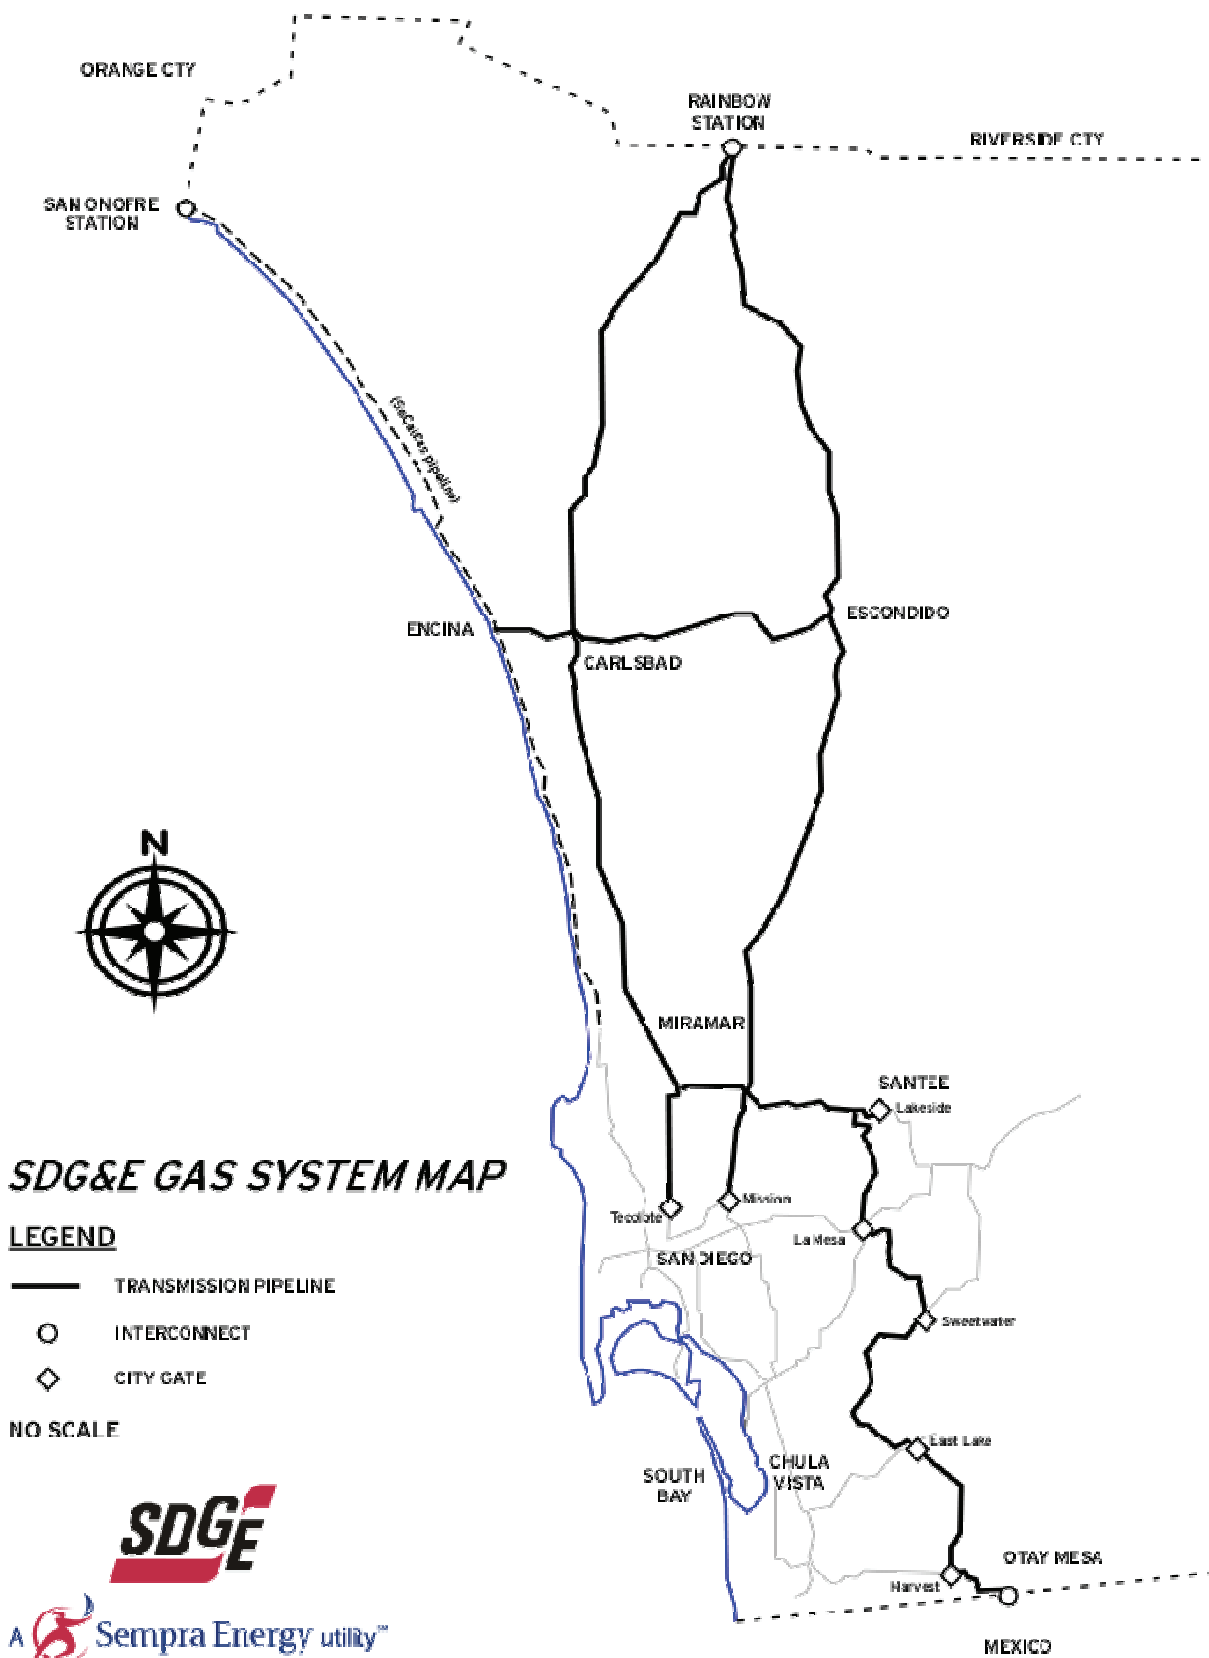 ORANGE CTY
RAINBOW
STATION
RIVERSIDE CTY
SAN ONOFRE
STATION
(SoCalGas pipeline)
ENCINA
ESCONDIDO
CARLSBAD
N
MIRAMAR
SANTEE
Lakeside
SDG&E GAS SYSTEM MAP
LEGEND
TRANSMISSION PIPELINE
INTERCONNECT
CITY GATE
NO SCALE
Tecolote
Mission
La Mesa
SAN DIEGO
Sweetwater
East Lake
SOUTH
BAY
CHULA
VISTA
OTAY MESA
Harvest
MEXICO
SDGE
A Sempra Energy utility℠